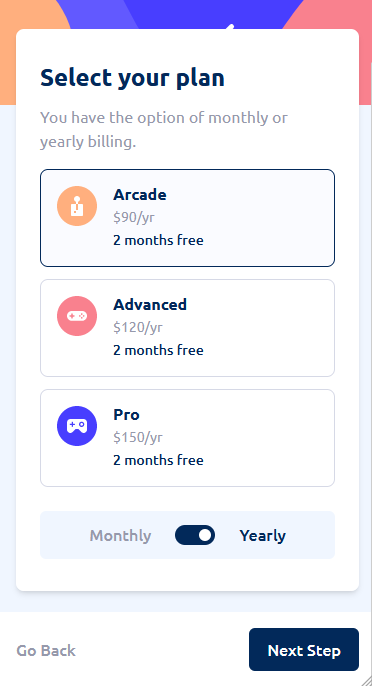 Select your plan
You have the option of monthly or
yearly billing.
Arcade
$90/yr
2 months free
Advanced
$120/yr
2 months free
Pro
$150/yr
2 months free
Monthly Yearly
Go Back Next Step